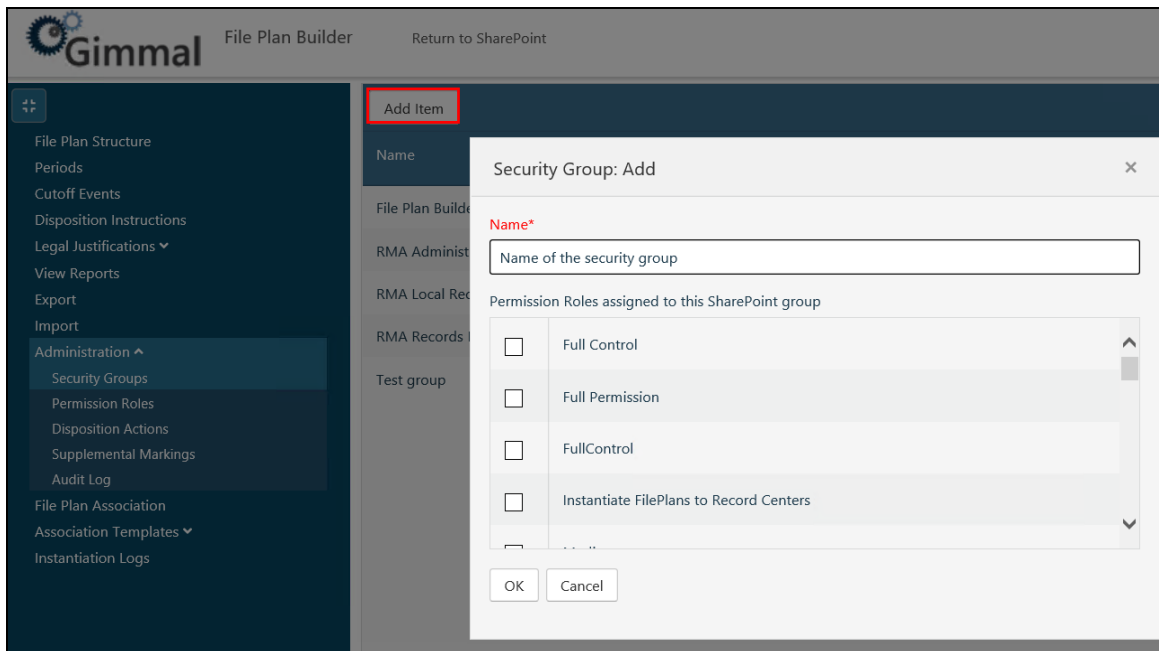 Gimmal
File Plan Builder
Return to SharePoint
File Plan Structure
Periods
Cutoff Events
Disposition Instructions
Legal Justifications
View Reports
Export
Import
Administration
Security Groups
Permission Roles
Disposition Actions
Supplemental Markings
Audit Log
File Plan Association
Association Templates
Instantiation Logs
Add Item
Name
File Plan Builde
RMA Administ
RMA Local Rec
RMA Records
Test group
Security Group: Add
×
Name*
Name of the security group
Permission Roles assigned to this SharePoint group
Full Control
Full Permission
FullControl
Instantiate FilePlans to Record Centers
OK
Cancel